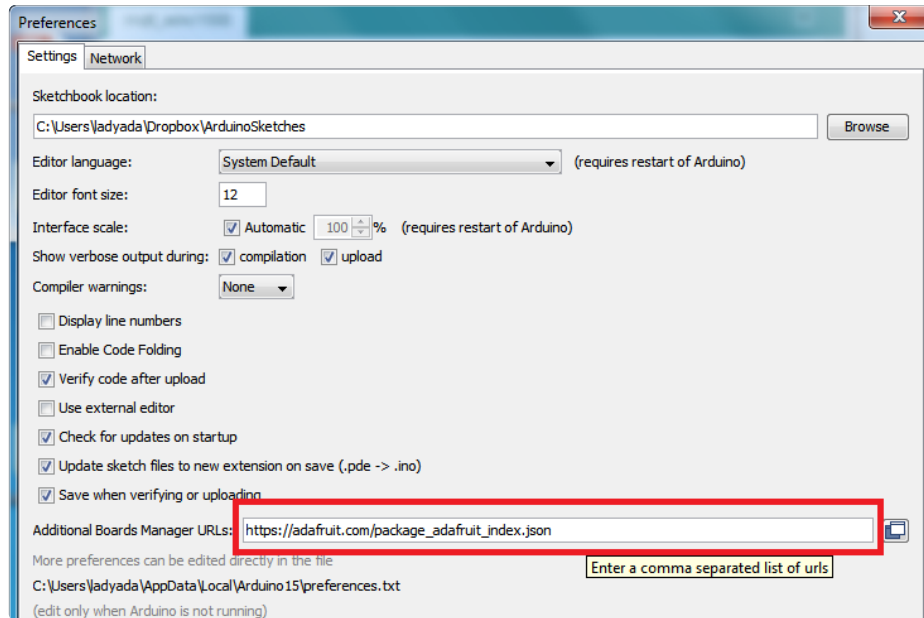 Preferences
Settings Network
Sketchbook location:
C:\Users\ladyada\Dropbox\ArduinoSketches Browse
Editor language: System Default (requires restart of Arduino)
Editor font size: 12
Interface scale: Automatic 100 % (requires restart of Arduino)
Show verbose output during: compilation upload
Compiler warnings: None
Display line numbers
Enable Code Folding
Verify code after upload
Use external editor
Check for updates on startup
Update sketch files to new extension on save (.pde -> .ino)
Save when verifying or uploading
Additional Boards Manager URLs: https://adafruit.com/package_adafruit_index.json
More preferences can be edited directly in the file
Enter a comma separated list of urls
C:\Users\ladyada\AppData\Local\Arduino15\preferences.txt
(edit only when Arduino is not running)